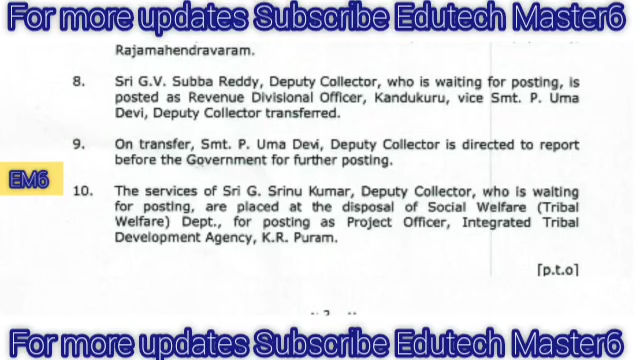 For more updates Subscribe Edutech Master6
Rajamahendravaram.
8. Sri G.V. Subba Reddy, Deputy Collector, who is waiting for posting, is
posted as Revenue Divisional Officer, Kandukuru, vice Smt. P. Uma
Devi, Deputy Collector transferred.
9. On transfer, Smt. P. Uma Devi, Deputy Collector is directed to report
before the Government for further posting.
EM6
10. The services of Sri G. Srinu Kumar, Deputy Collector, who is waiting
for posting, are placed at the disposal of Social Welfare (Tribal
Welfare) Dept., for posting as Project Officer, Integrated Tribal
Development Agency, K.R. Puram.
[p.t.o]
For more updates Subscribe Edutech Master6